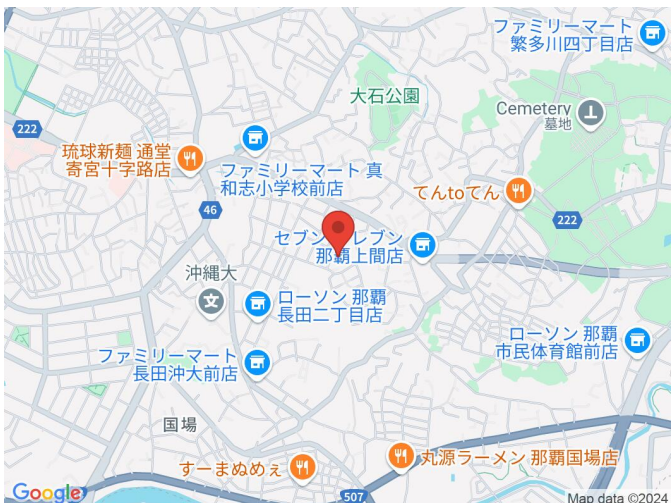 ファミリーマート
繁多川四丁目店
大石公園
Cemetery
墓地
222
琉球新麺 通堂
寄宮十字路店
ファミリーマート 真
和志小学校前店
てんtoてん
46
222
セブン
レブン
那覇上間店
沖縄大
ローソン 那覇
長田二丁目店
ローソン 那覇
市民体育館前店
ファミリーマート
長田沖大前店
国場
すーまぬめぇ
丸源ラーメン 那覇国場店
507
Google
Map data ©2024